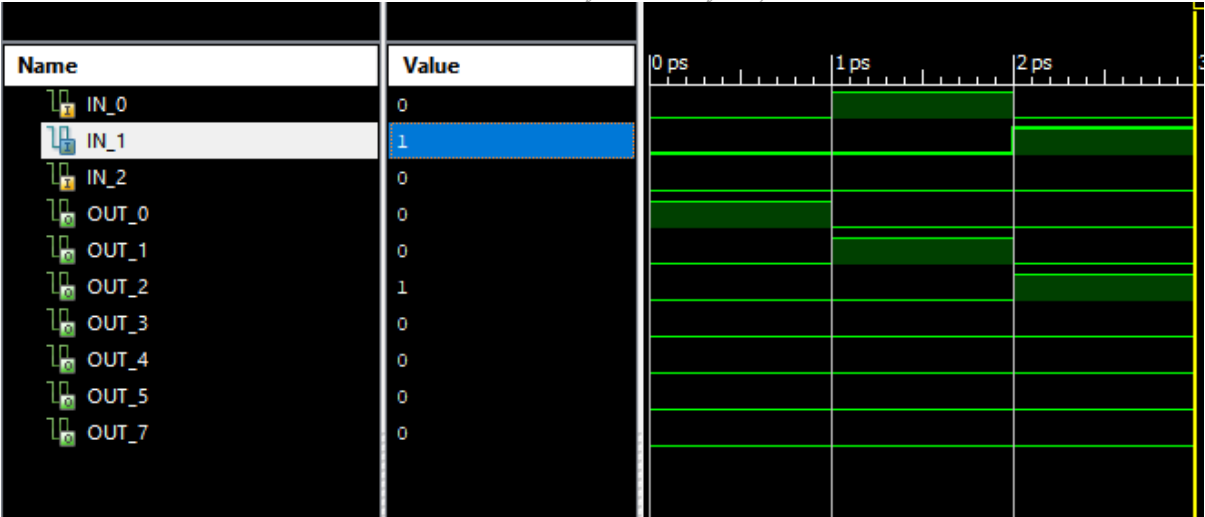 Name Value 0 ps 1 ps 2 ps 3
IN_0 0
IN_1 1
IN_2 0
OUT_0 0
OUT_1 0
OUT_2 1
OUT_3 0
OUT_4 0
OUT_5 0
OUT_7 0